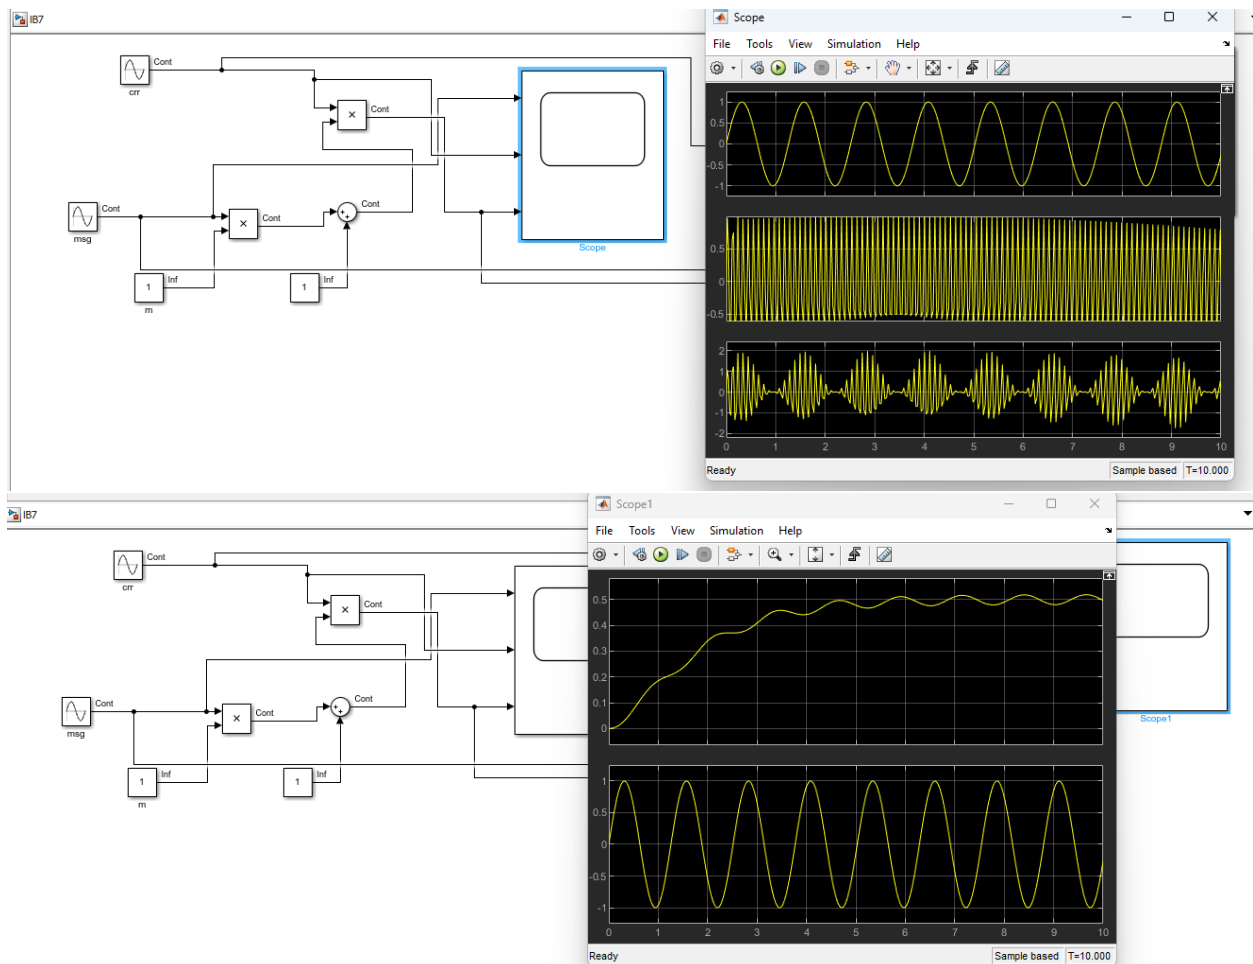 IB7
Cont
crr
×
Cont
Cont
msg
×
Cont
Cont
1
Inf
m
1
Inf
Scope
Scope
File Tools View Simulation Help
1
0.5
0
-0.5
-1
0.5
0
-0.5
2
1
0
-1
-2
0 1 2 3 4 5 6 7 8 9 10
Ready Sample based T=10.000
IB7
Cont
crr
×
Cont
Cont
msg
×
Cont
Cont
1
Inf
m
1
Inf
Scope1
File Tools View Simulation Help
0.5
0.4
0.3
0.2
0.1
0
1
0.5
0
-0.5
-1
0 1 2 3 4 5 6 7 8 9 10
Ready Sample based T=10.000
Scope1